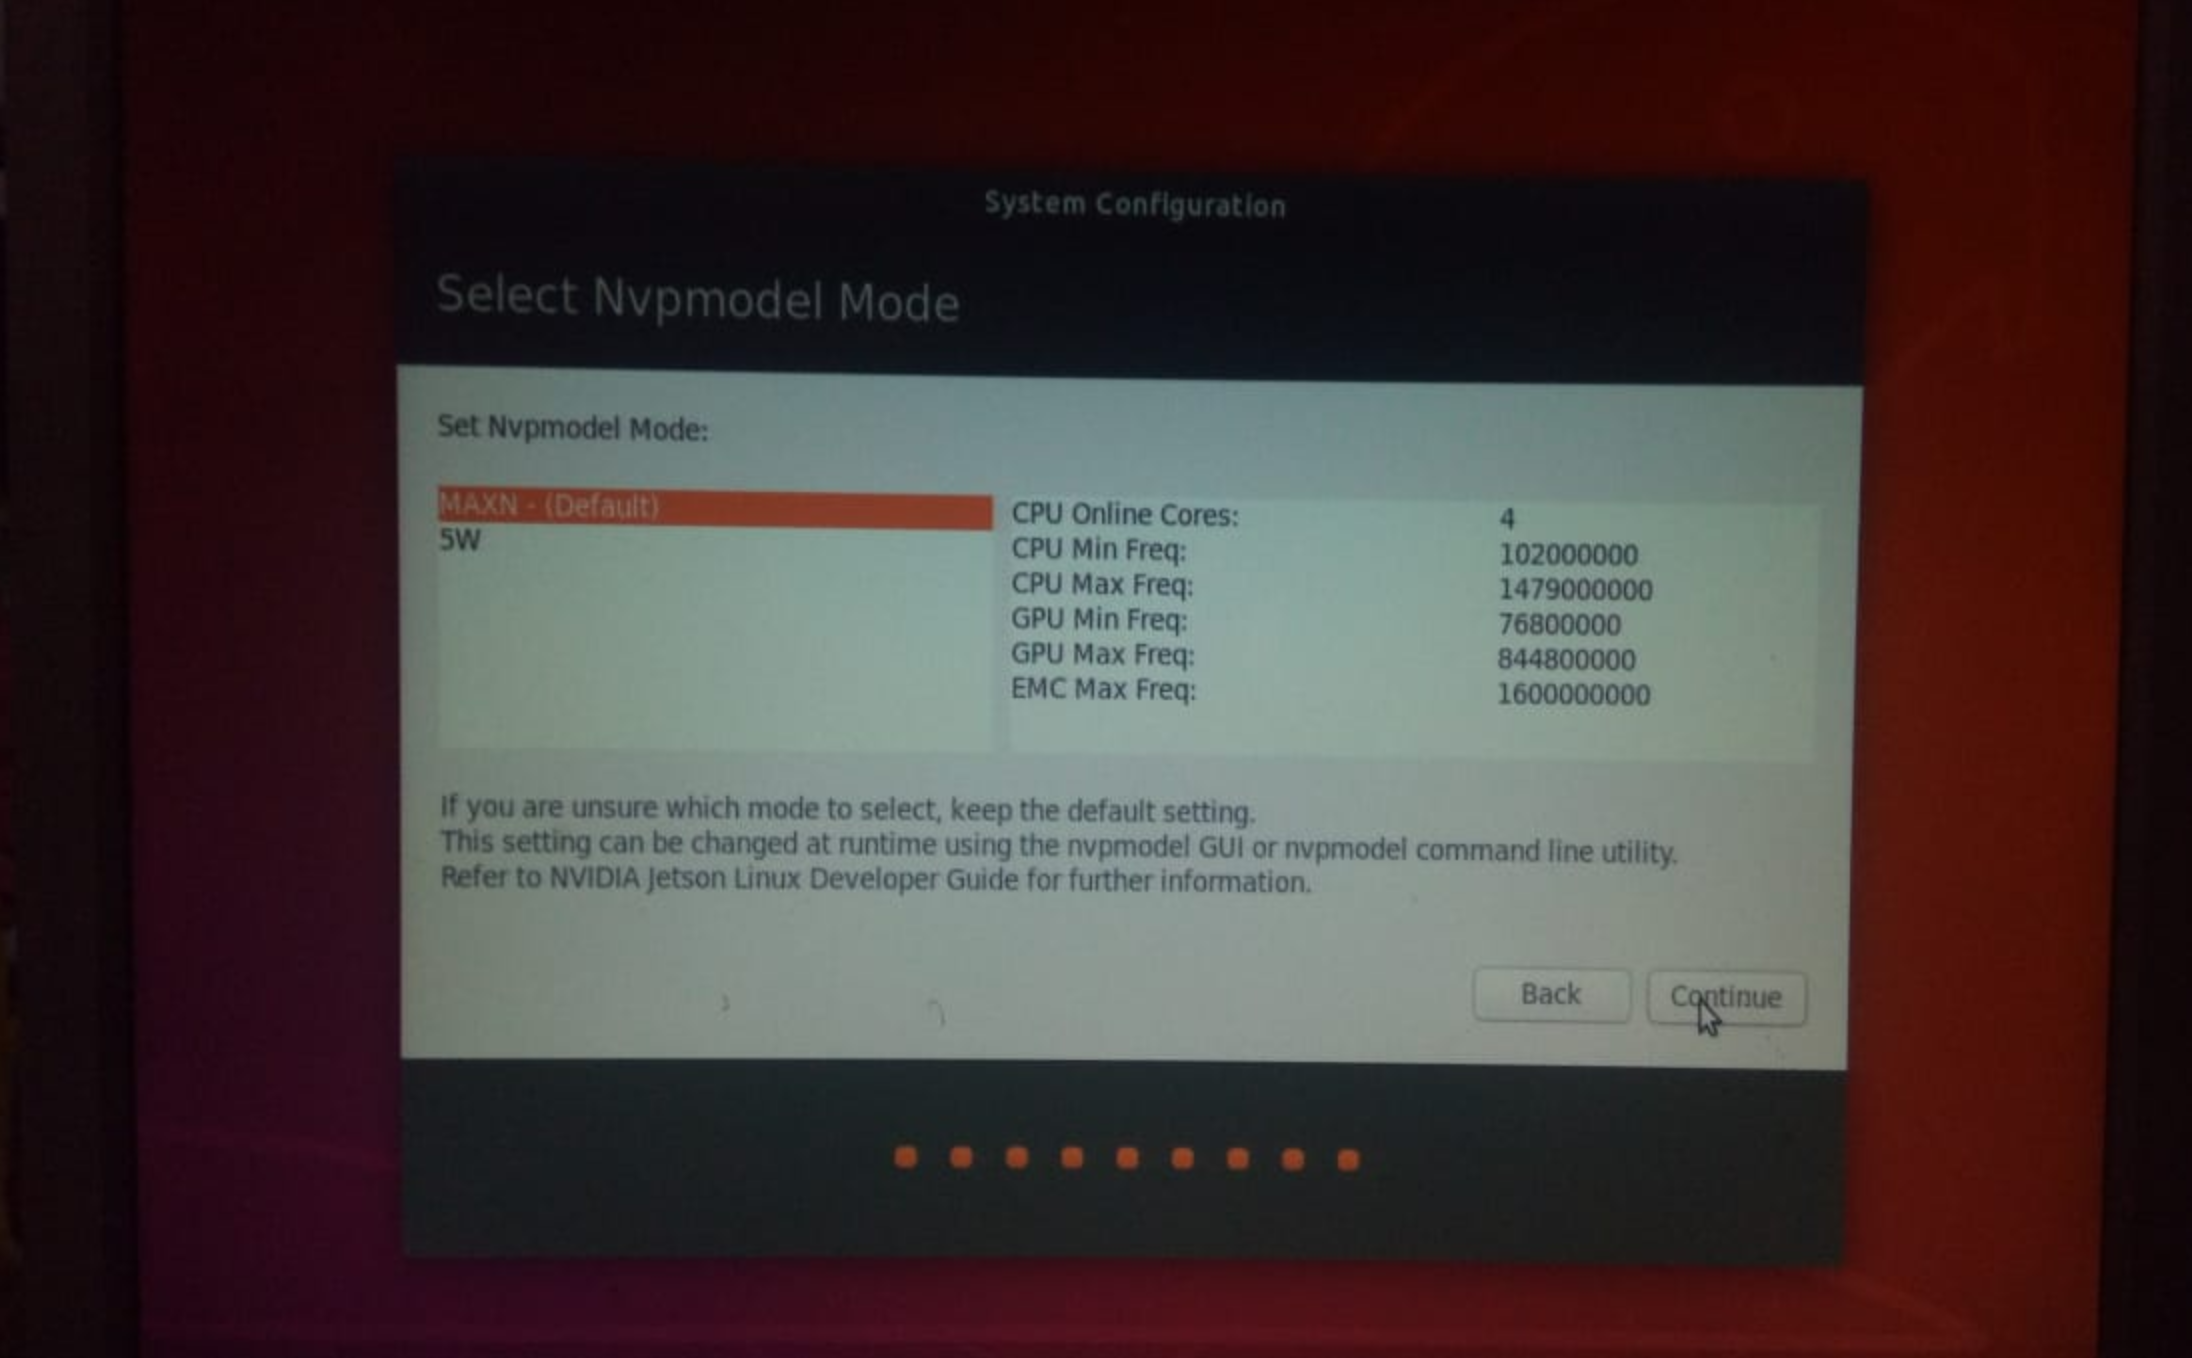 System Configuration
Select Nvpmodel Mode
Set Nvpmodel Mode:
MAXN - (Default)
5W
CPU Online Cores: 4
CPU Min Freq: 102000000
CPU Max Freq: 1479000000
GPU Min Freq: 76800000
GPU Max Freq: 844800000
EMC Max Freq: 1600000000
If you are unsure which mode to select, keep the default setting.
This setting can be changed at runtime using the nvpmodel GUI or nvpmodel command line utility.
Refer to NVIDIA Jetson Linux Developer Guide for further information.
Back Continue